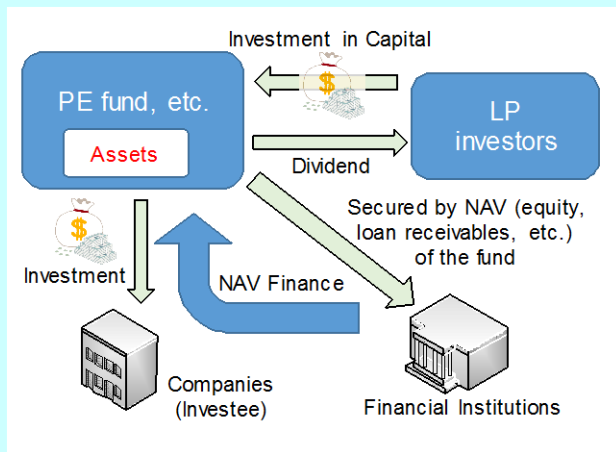 Investment in Capital
$
PE fund, etc.
Assets
LP
investors
Dividend
Secured by NAV (equity,
loan receivables, etc.)
of the fund
$
Investment
NAV Finance
Companies
(Investee)
Financial Institutions